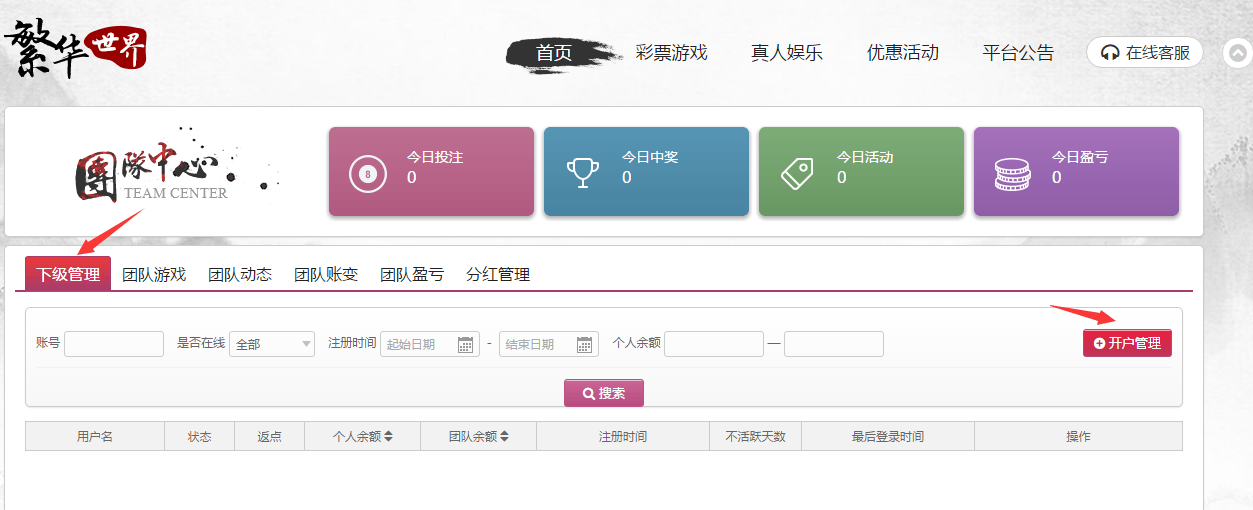 繁华世界
首页 彩票游戏 真人娱乐 优惠活动 平台公告 在线客服
團隊中心
TEAM CENTER
今日投注
8
0
今日中奖
0
今日活动
0
今日盈亏
0
下级管理 团队游戏 团队动态 团队账变 团队盈亏 分红管理
账号 是否在线 全部 注册时间 起始日期 - 结束日期 个人余额 — 开户管理
搜索
用户名 状态 返点 个人余额 团队余额 注册时间 不活跃天数 最后登录时间 操作